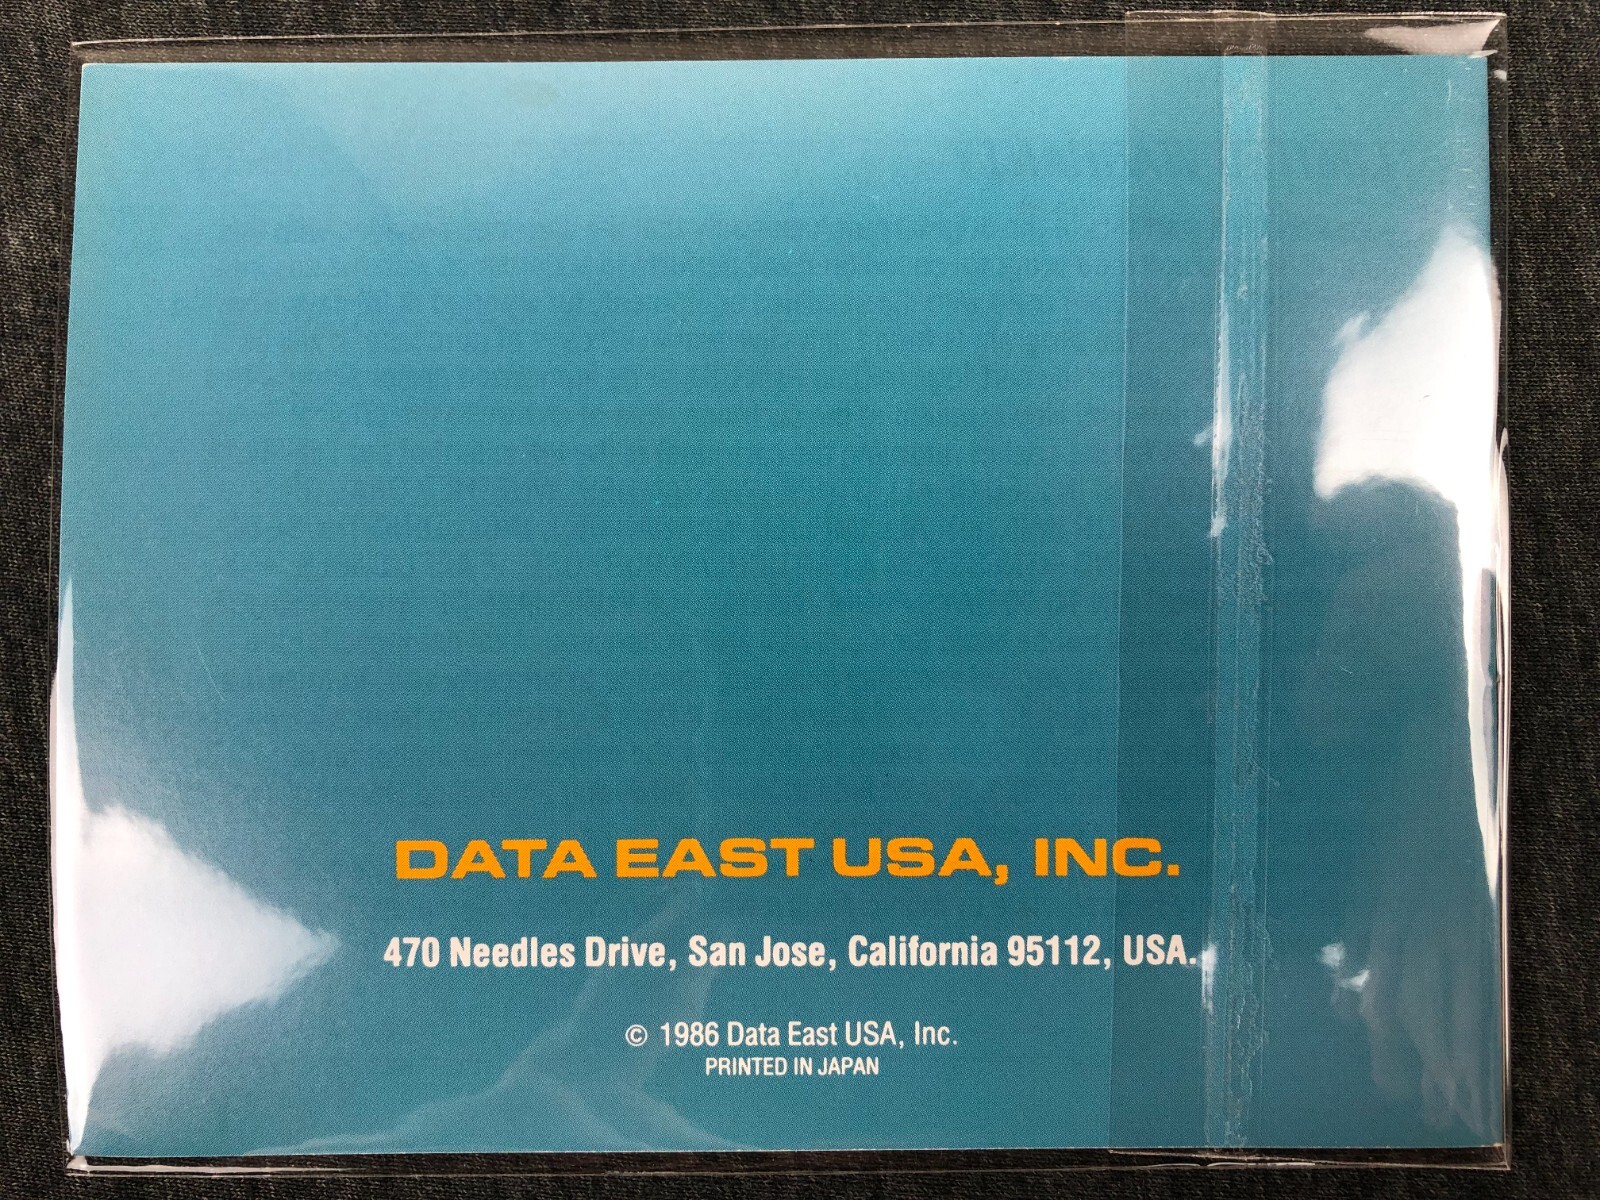 DATA EAST USA, INC.
470 Needles Drive, San Jose, California 95112, USA.
© 1986 Data East USA, Inc.
PRINTED IN JAPAN